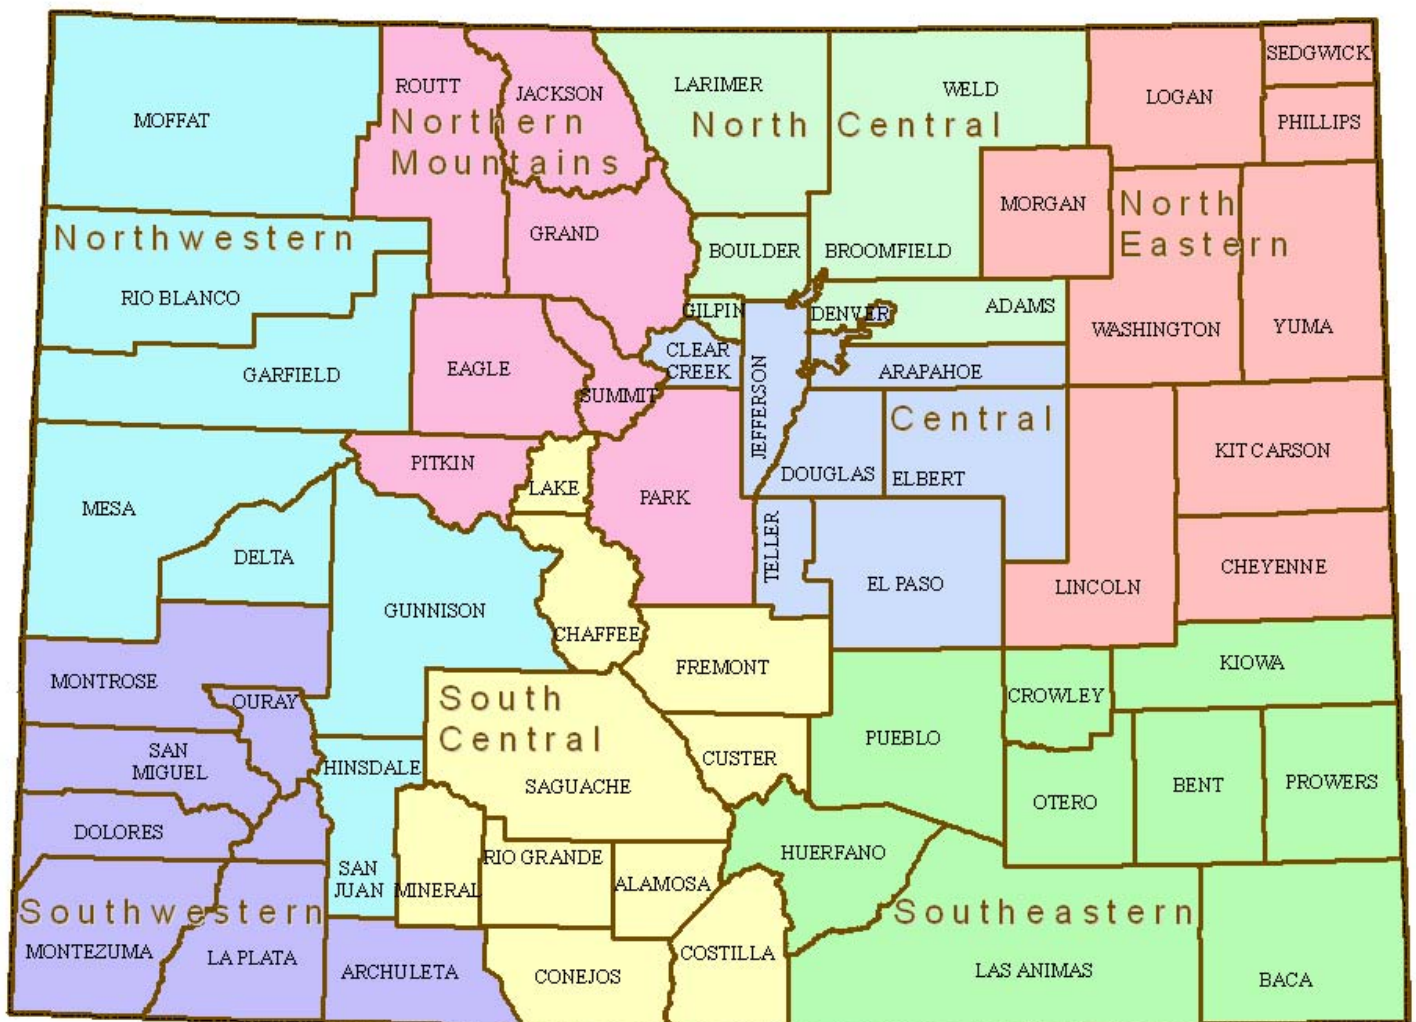 SEDGWICK
ROUTT
LARIMER
WELD
JACKSON
LOGAN
MOFFAT
Northern
Mountains
North Central
PHILLIPS
MORGAN
North
Eastern
Northwestern
GRAND
BOULDER
BROOMFIELD
RIO BLANCO
GILPIN
DENVER
ADAMS
WASHINGTON
YUMA
CLEAR
CREEK
GARFIELD
EAGLE
ARAPAHOE
SUMMIT
JEFFERSON
Central
PITKIN
KIT CARSON
DOUGLAS
ELBERT
LAKE
PARK
MESA
TELLER
DELTA
CHEYENNE
EL PASO
LINCOLN
GUNNISON
CHAFFEE
FREMONT
KIOWA
MONTROSE
OURAY
South
Central
CROWLEY
PUEBLO
SAN
MIGUEL
CUSTER
HINSDALE
SAGUACHE
BENT
PROWERS
OTERO
DOLORES
RIO GRANDE
HUERFANO
SAN
JUAN
MINERAL
ALAMOSA
Southwestern
Southeastern
MONTEZUMA
LA PLATA
COSTILLA
ARCHULETA
CONEJOS
LAS ANIMAS
BACA